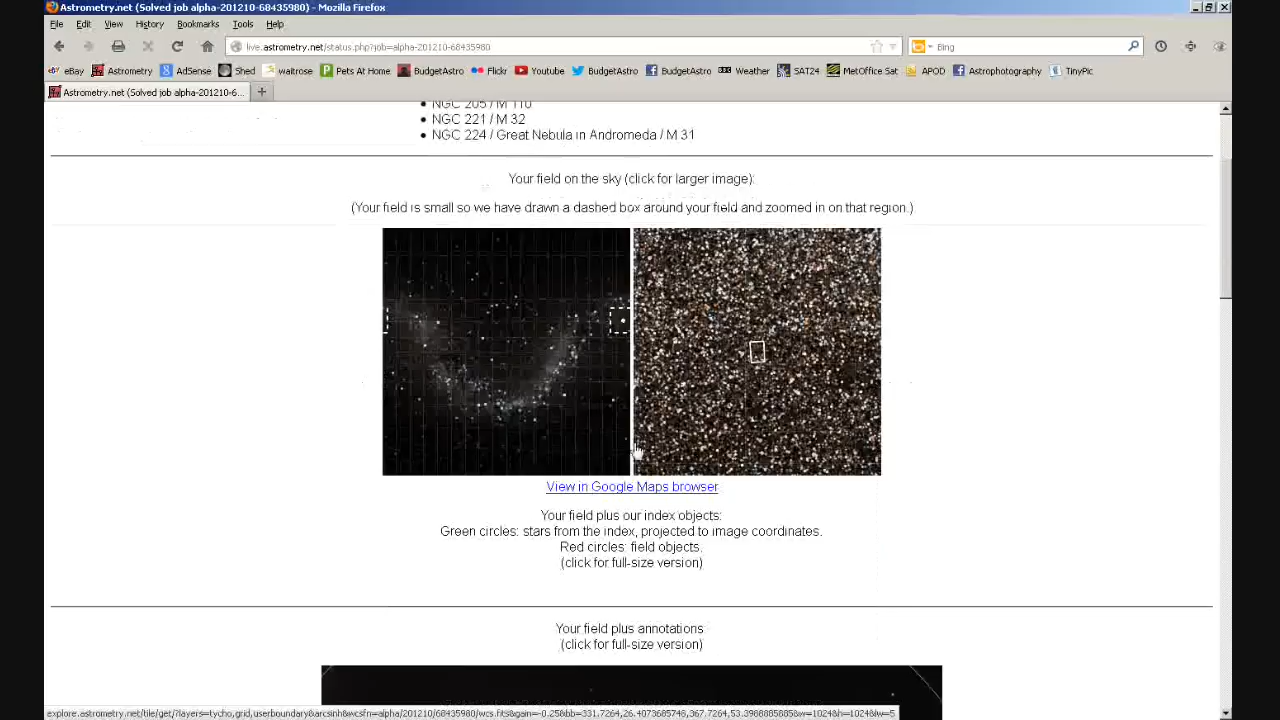 Astrometry.net (Solved job alpha-201210-68435980) - Mozilla Firefox
File Edit View History Bookmarks Tools Help
live.astrometry.net/status.php?job=alpha-201210-68435980 Bing
eBay Astrometry AdSense Shed waitrose Pets At Home BudgetAstro Flickr Youtube BudgetAstro BudgetAstro Weather SAT24 MetOffice Sat APOD Astrophotography TinyPic
Astrometry.net (Solved job alpha-201210-6...
NGC 205 / M 110
NGC 221 / M 32
NGC 224 / Great Nebula in Andromeda / M 31
Your field on the sky (click for larger image):
(Your field is small so we have drawn a dashed box around your field and zoomed in on that region.)
View in Google Maps browser
Your field plus our index objects:
Green circles: stars from the index, projected to image coordinates.
Red circles: field objects.
(click for full-size version)
Your field plus annotations:
(click for full-size version)